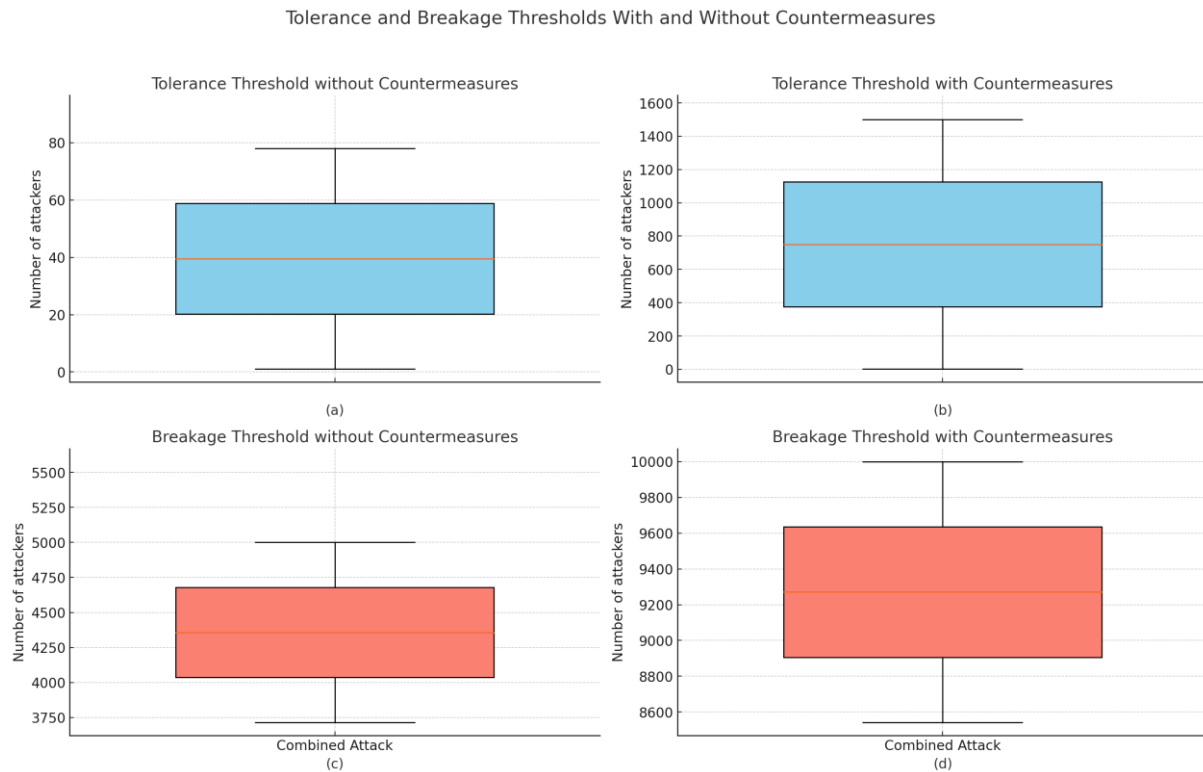 Tolerance and Breakage Thresholds With and Without Countermeasures
Tolerance Threshold without Countermeasures
Number of attackers
80
60
40
20
0
(a)
Tolerance Threshold with Countermeasures
Number of attackers
1600
1400
1200
1000
800
600
400
200
0
(b)
Breakage Threshold without Countermeasures
Number of attackers
5500
5250
5000
4750
4500
4250
4000
3750
Combined Attack
(c)
Breakage Threshold with Countermeasures
Number of attackers
10000
9800
9600
9400
9200
9000
8800
8600
Combined Attack
(d)